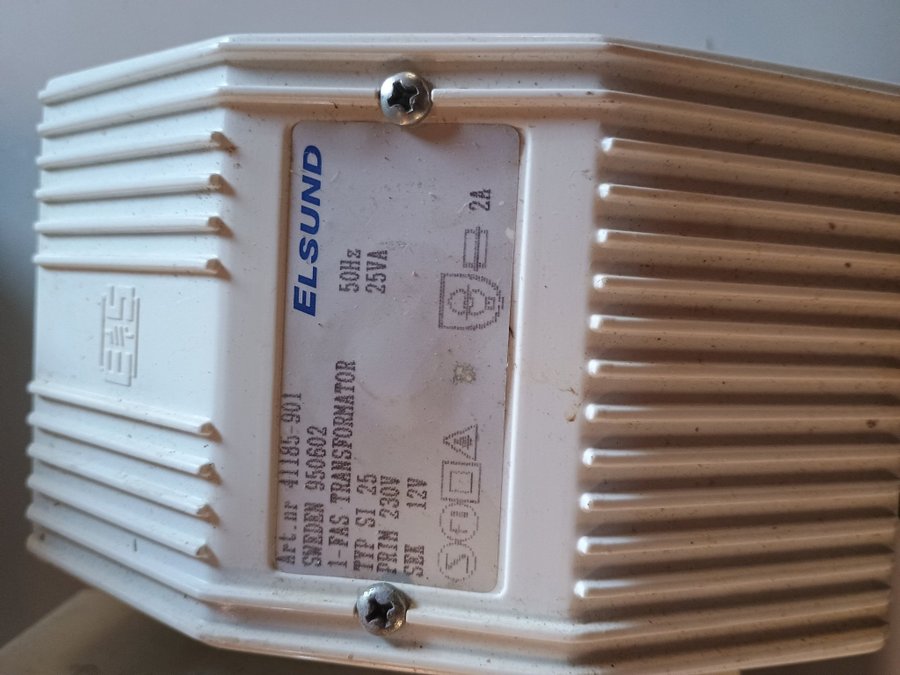 ELSUND
Art.nr 41185-901
SWEDEN 950602
1-FAS TRANSFORMATOR 50Hz
TYP SI 25 25VA
PRIM 230V
SEK 12V
2A